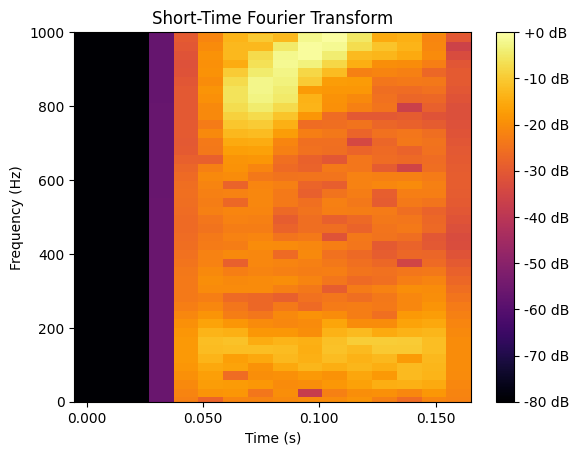 Short-Time Fourier Transform
1000
800
600
400
200
0
Frequency (Hz)
0.000
0.050
0.100
0.150
Time (s)
+0 dB
-10 dB
-20 dB
-30 dB
-40 dB
-50 dB
-60 dB
-70 dB
-80 dB